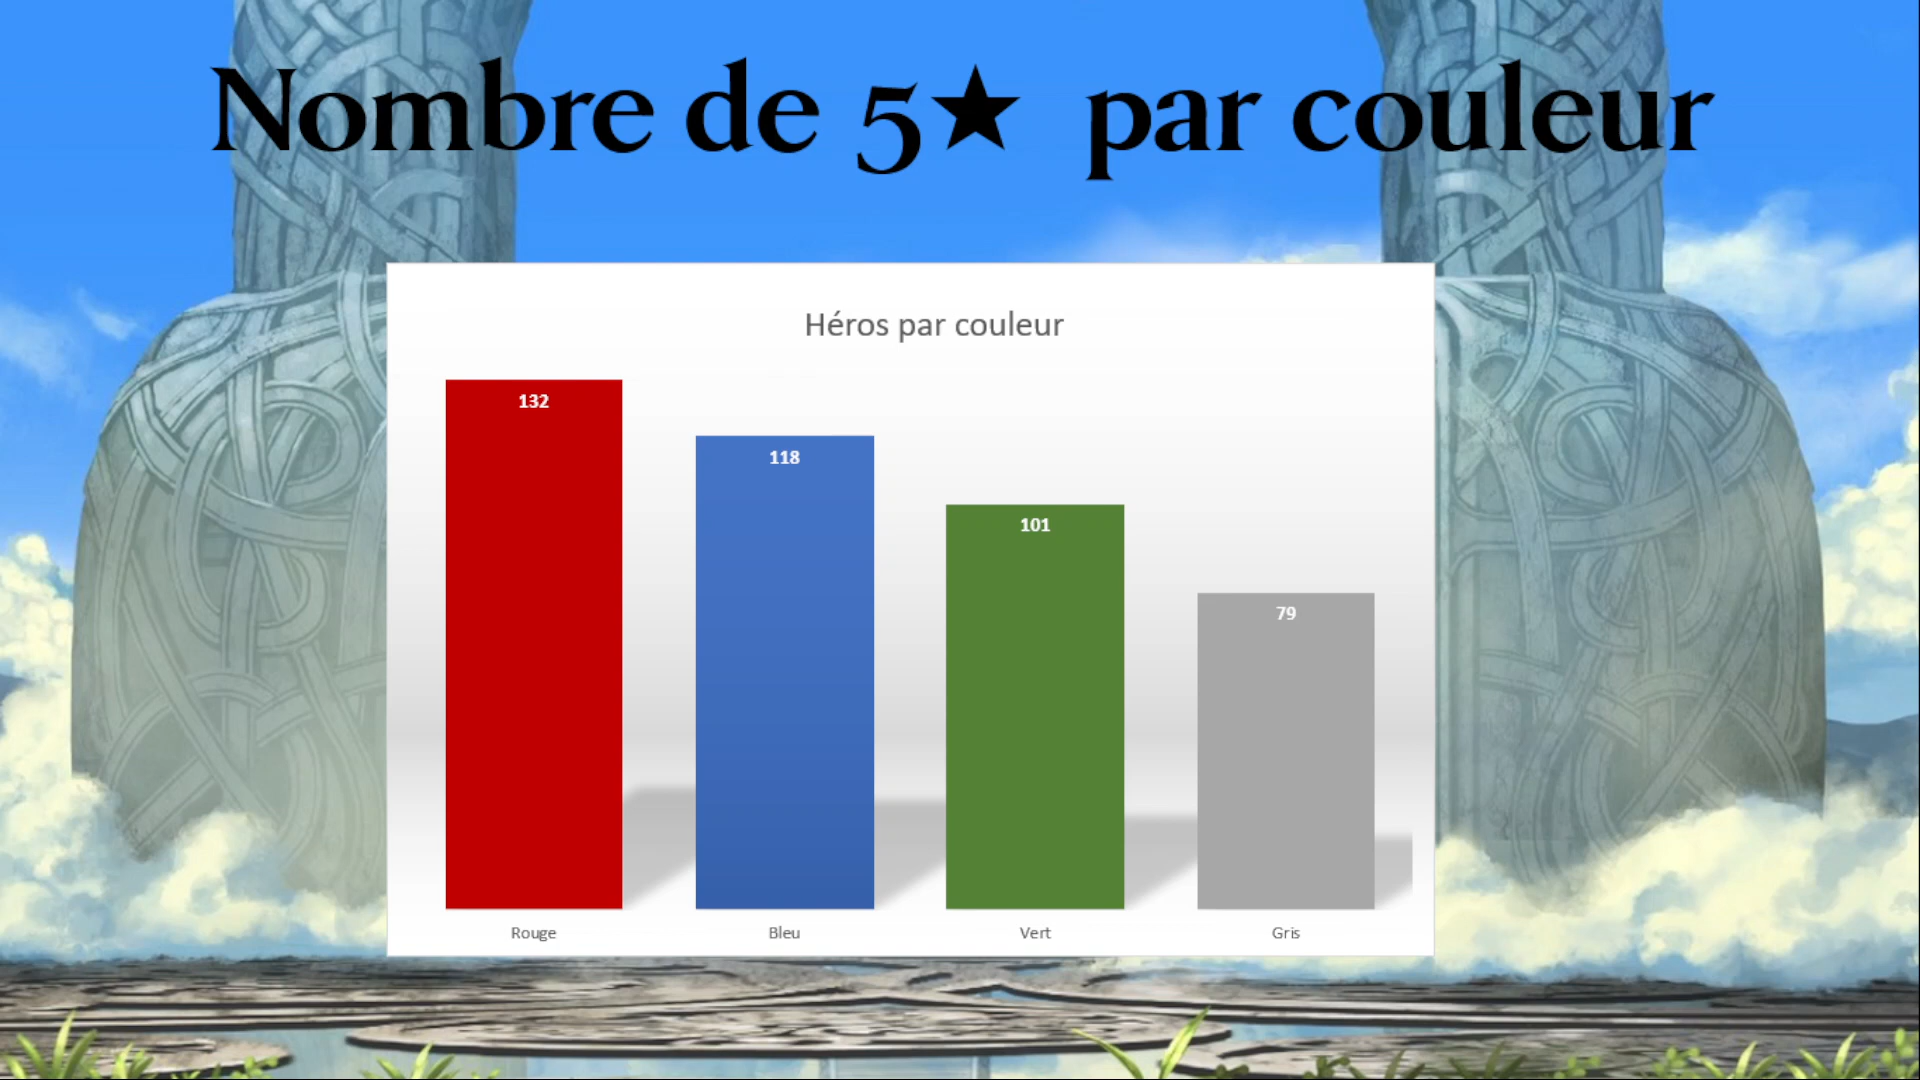 Nombre de 5★ par couleur
Héros par couleur
132
118
101
79
Rouge Bleu Vert Gris